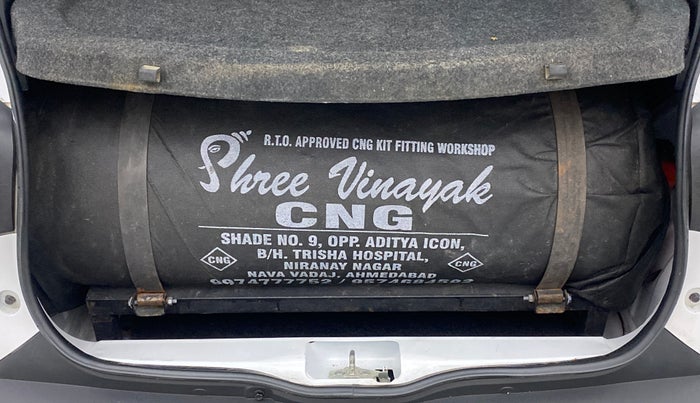 R.T.O. APPROVED CNG KIT FITTING WORKSHOP
Shree Vinayak
CNG
SHADE NO. 9, OPP. ADITYA ICON,
B/H. TRISHA HOSPITAL,
NIRANAY NAGAR
NAVA VADAJ, AHMEDABAD
CNG
CNG
9974777752 /